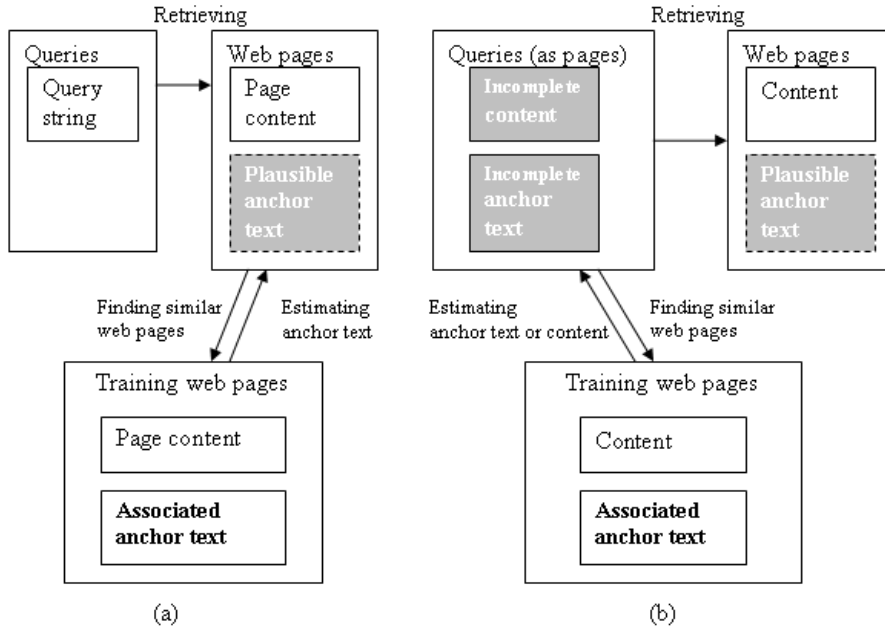 Retrieving
Queries
Query
string
Web pages
Page
content
Plausible
anchor
text
Finding similar
web pages
Estimating
anchor text
Training web pages
Page content
Associated
anchor text
(a)
Retrieving
Queries (as pages)
Incomplete
content
Incomplete
anchor
text
Web pages
Content
Plausible
anchor
text
Estimating
anchor text or content
Finding similar
web pages
Training web pages
Content
Associated
anchor text
(b)